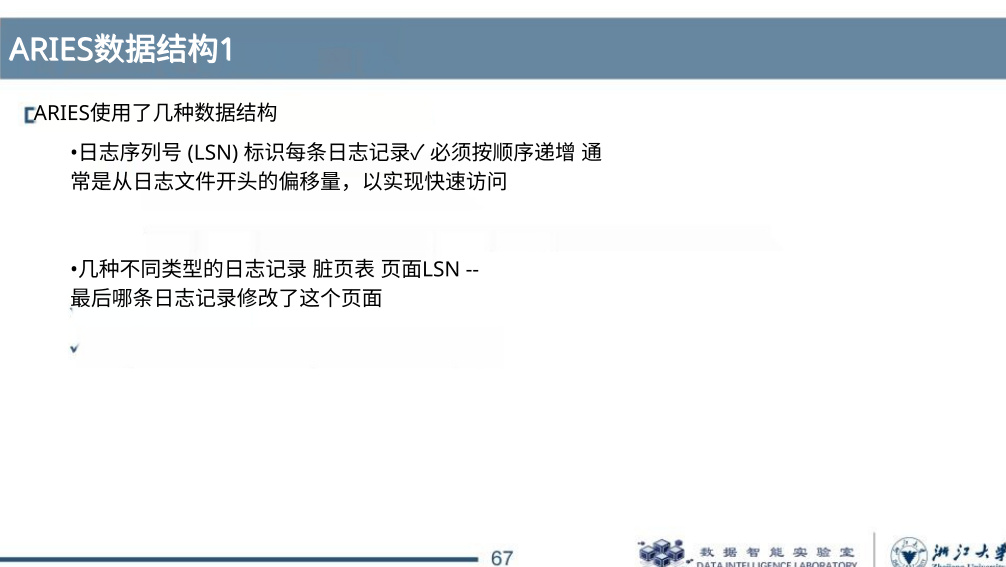 ARIES数据结构1
ARIES使用了几种数据结构
•日志序列号 (LSN) 标识每条日志记录✓ 必须按顺序递增 通
常是从日志文件开头的偏移量，以实现快速访问
•几种不同类型的日志记录 脏页表 页面LSN --
最后哪条日志记录修改了这个页面
67
数据智能实验室
DATA INTELLIGENCE LABORATORY
浙江大学
Zhejiang University